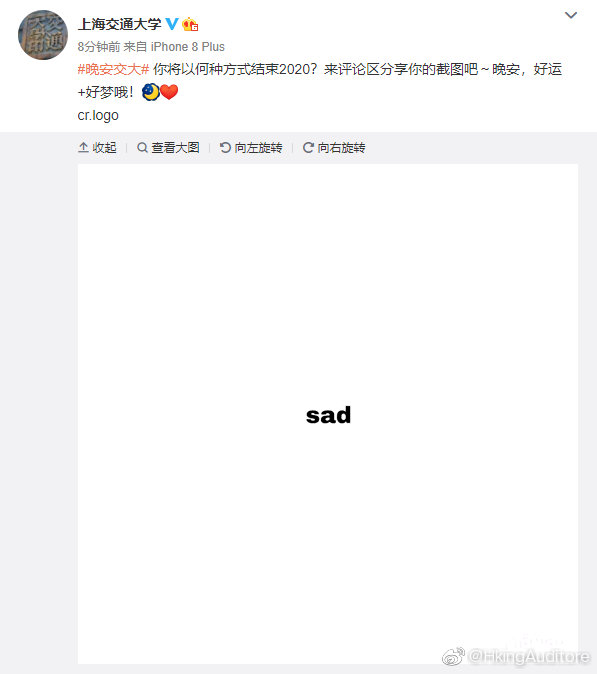 上海交通大学
8分钟前 来自 iPhone 8 Plus
#晚安交大# 你将以何种方式结束2020？来评论区分享你的截图吧～晚安，好运
+好梦哦！
cr.logo
收起 查看大图 向左旋转 向右旋转
sad
@HkingAuditore